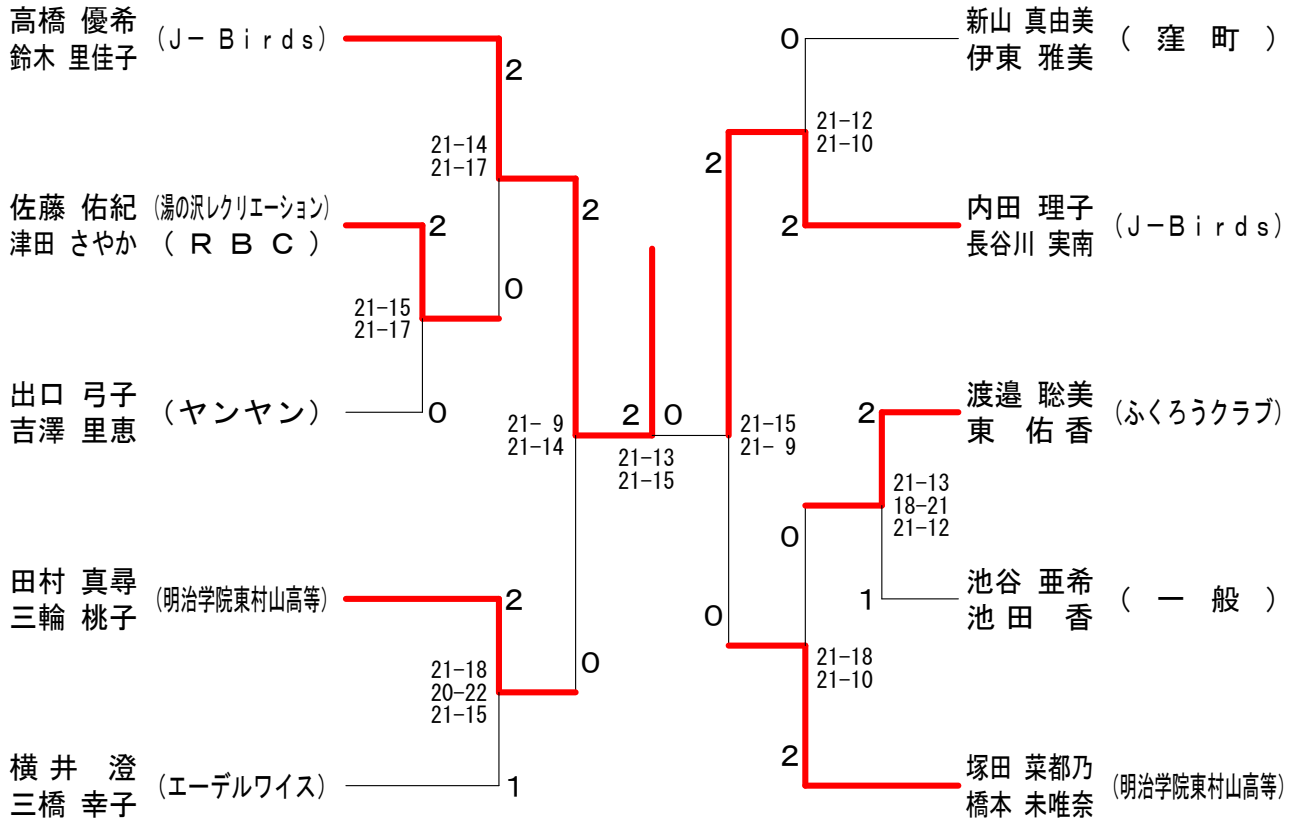 高橋 優希
鈴木 里佳子
(J－Birds)
2
21-14
21-17
佐藤 佑紀 (湯の沢レクリエーション)
津田 さやか (RBC)
2
2
0
21-15
21-17
出口 弓子
吉澤 里恵
(ヤンヤン)
0
21- 9
21-14
2 0
21-13
21-15
田村 真尋
三輪 桃子
(明治学院東村山高等)
2
0
21-18
20-22
21-15
横井 澄
三橋 幸子
(エーデルワイス)
1
0
新山 真由美
伊東 雅美
(窪町)
21-12
21-10
2
2
内田 理子
長谷川 実南
(J－Birds)
21-15
21- 9
2
渡邉 聡美
東 佑香
(ふくろうクラブ)
21-13
18-21
21-12
0
1
池谷 亜希
池田 香
(一般)
0
21-18
21-10
2
塚田 菜都乃
橋本 未唯奈
(明治学院東村山高等)